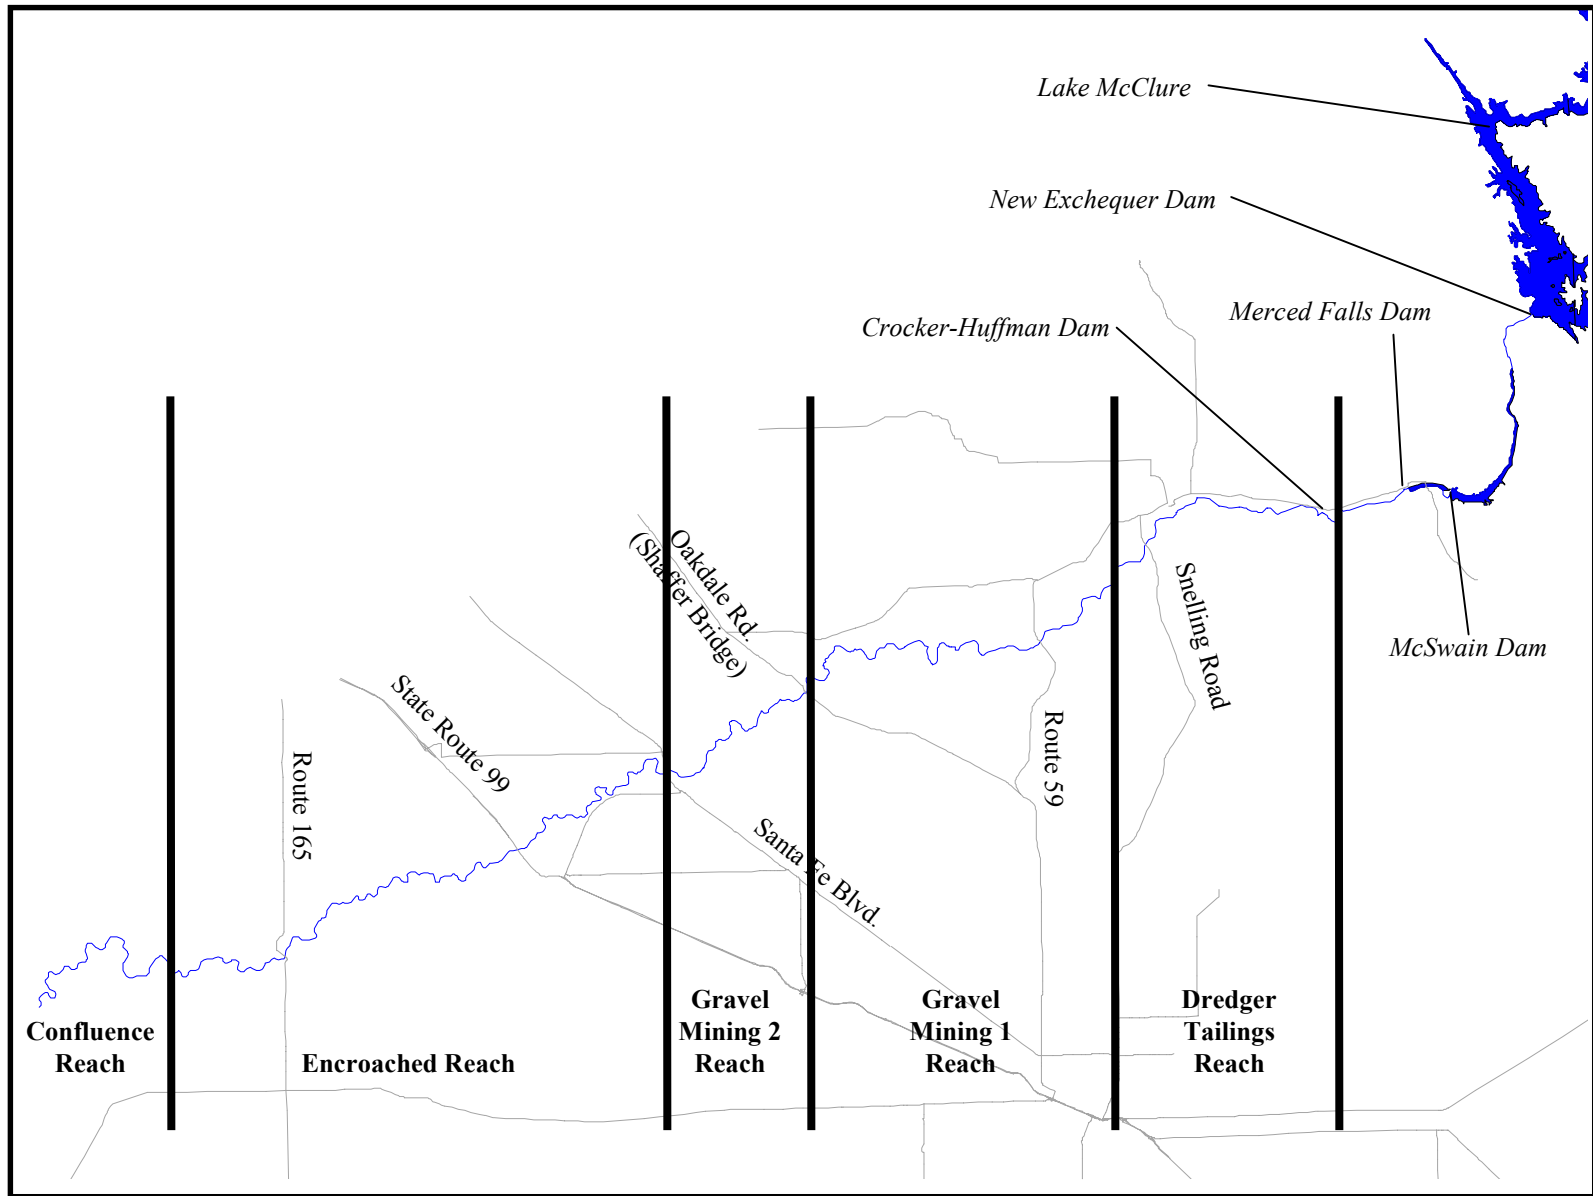 Lake McClure
New Exchequer Dam
Merced Falls Dam
Crocker-Huffman Dam
McSwain Dam
Oakdale Rd.
(Shaffer Bridge)
Snelling Road
State Route 99
Route 59
Route 165
Santa Fe Blvd.
Confluence
Reach
Encroached Reach
Gravel
Mining 2
Reach
Gravel
Mining 1
Reach
Dredger
Tailings
Reach